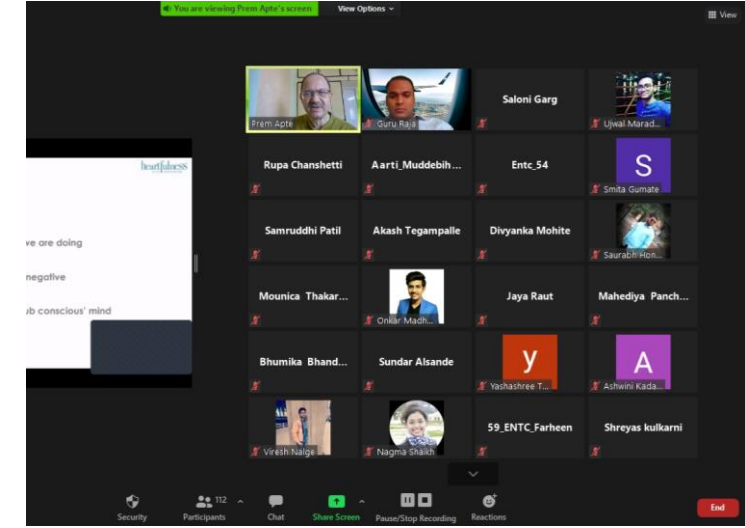 You are viewing Prem Apte's screen
View Options
View
heartfulness
ve are doing
negative
ub conscious' mind
Prem Apte
Guru Raja
Saloni Garg
Ujwal Marad...
Rupa Chanshetti
Aarti_Muddebih...
Entc_54
S
Smita Gumate
Samruddhi Patil
Akash Tegampalle
Divyanka Mohite
Saurabh Hon...
Mounica Thakar...
Onkar Madh...
Jaya Raut
Mahediya Panch...
Bhumika Bhand...
Sundar Alsande
y
Yashashree T...
A
Ashwini Kada...
Viresh Nalge
Nagma Shaikh
59_ENTC_Farheen
Shreyas kulkarni
Security
Participants
112
Chat
Share Screen
Pause/Stop Recording
Reactions
End